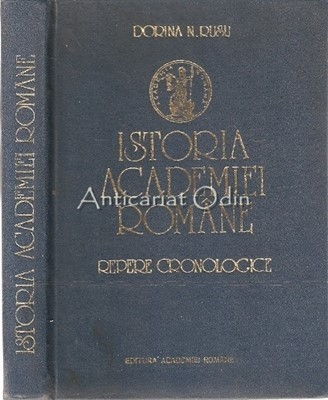 ISTORIA ACADEMIEI ROMÂNE
DORINA N. RUSU
ISTORIA
ACADEMIEI
ROMÂNE
Anticariat Odin
REPERE CRONOLOGICE
EDITURA ACADEMIEI ROMÂNE